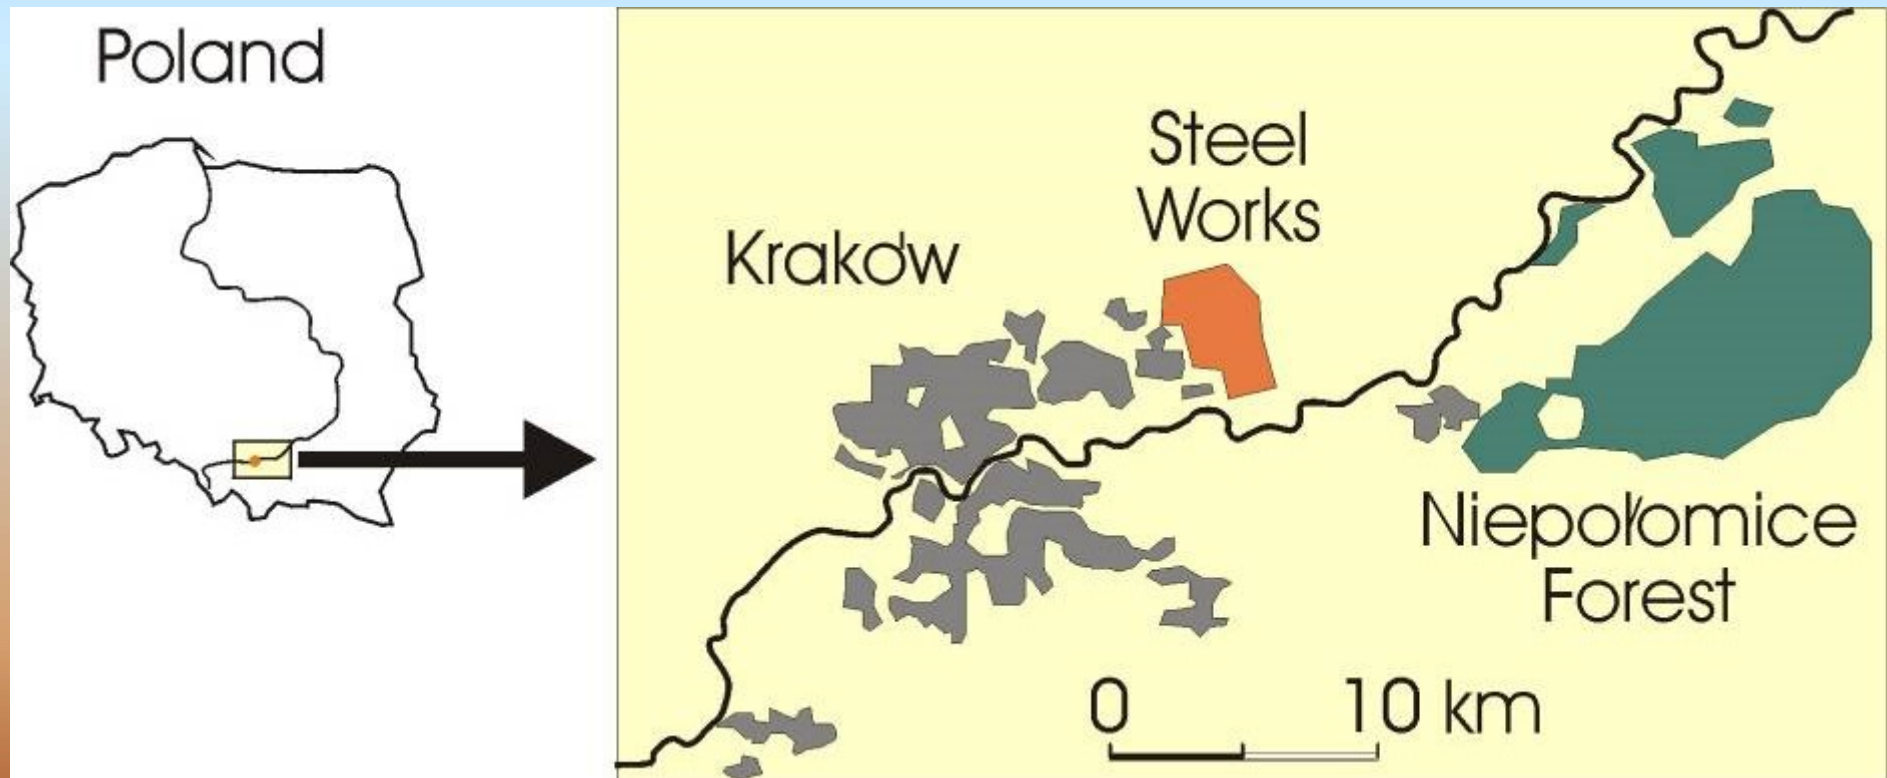 Poland
Steel
Works
Kraków
Niepołomice
Forest
0 10 km